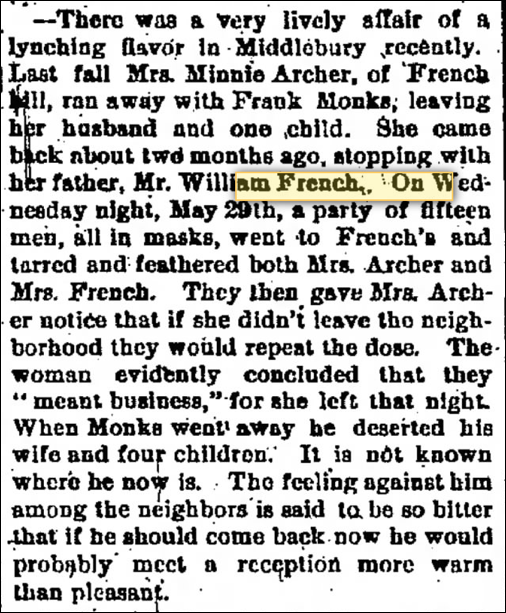 —There was a very lively affair of a
lynching flavor in Middlebury recently.
Last fall Mrs. Minnie Archer, of French
Hill, ran away with Frank Monks, leaving
her husband and one child. She came
back about two months ago, stopping with
her father, Mr. William French. On Wed-
nesday night, May 29th, a party of fifteen
men, all in masks, went to French's and
tarred and feathered both Mrs. Archer and
Mrs. French. They then gave Mrs. Arch-
er notice that if she didn't leave the neigh-
borhood they would repeat the dose. The
woman evidently concluded that they
"meant business," for she left that night.
When Monks went away he deserted his
wife and four children. It is not known
where he now is. The feeling against him
among the neighbors is said to be so bitter
that if he should come back now he would
probably meet a reception more warm
than pleasant.